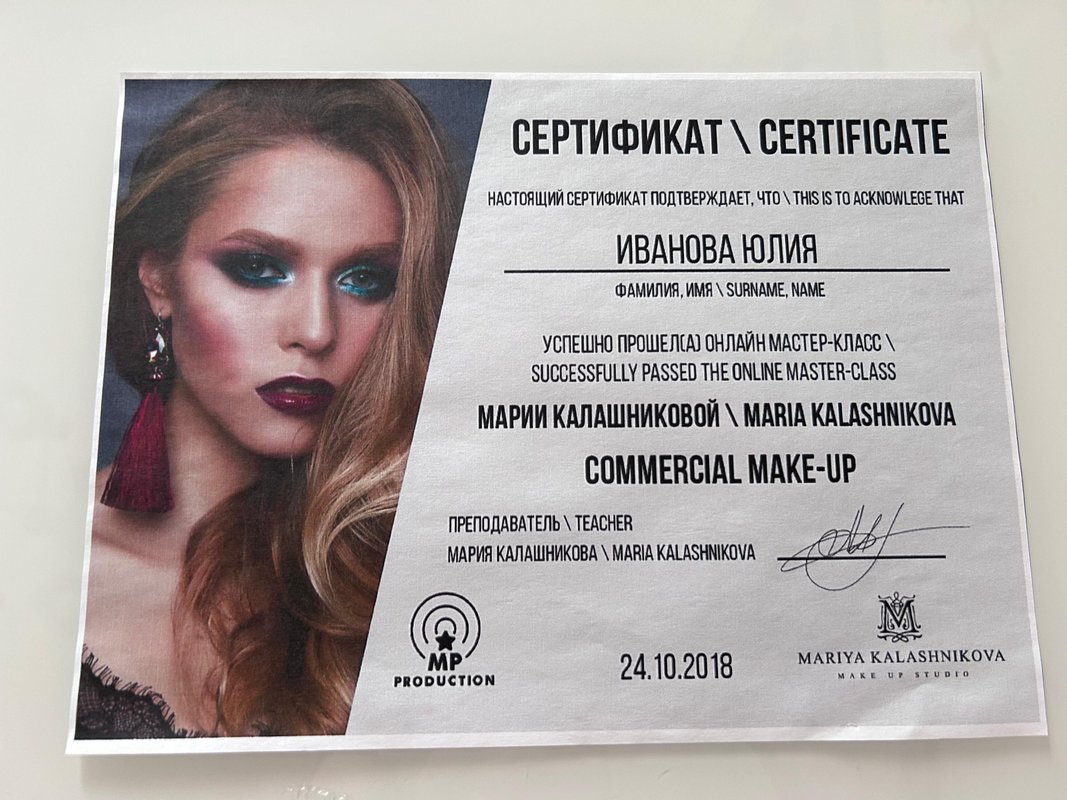 СЕРТИФИКАТ \ CERTIFICATE
НАСТОЯЩИЙ СЕРТИФИКАТ ПОДТВЕРЖДАЕТ, ЧТО \ THIS IS TO ACKNOWLEGE THAT
ИВАНОВА ЮЛИЯ
ФАМИЛИЯ, ИМЯ \ SURNAME, NAME
УСПЕШНО ПРОШЕЛ(А) ОНЛАЙН МАСТЕР-КЛАСС \
SUCCESSFULLY PASSED THE ONLINE MASTER-CLASS
МАРИИ КАЛАШНИКОВОЙ \ MARIA KALASHNIKOVA
COMMERCIAL MAKE-UP
ПРЕПОДАВАТЕЛЬ \ TEACHER
МАРИЯ КАЛАШНИКОВА \ MARIA KALASHNIKOVA
MP
PRODUCTION
24.10.2018
M
MARIYA KALASHNIKOVA
MAKE UP STUDIO